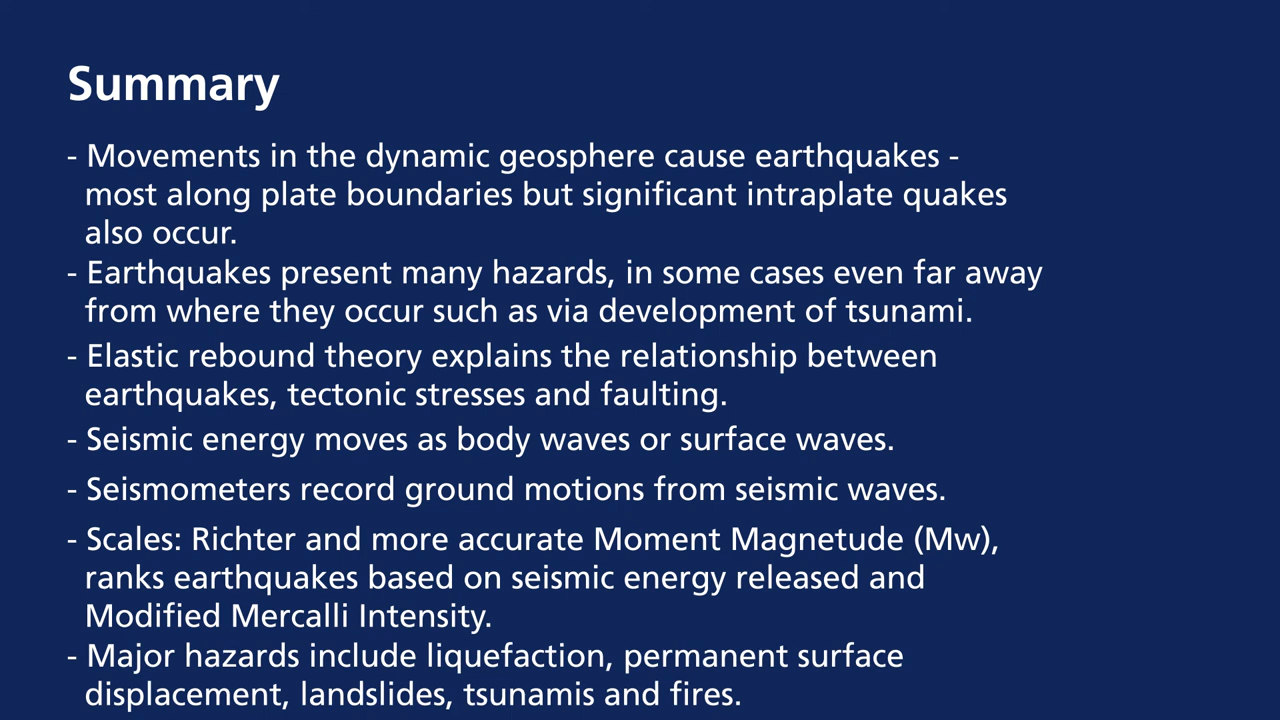 Summary
- Movements in the dynamic geosphere cause earthquakes -
most along plate boundaries but significant intraplate quakes
also occur.
- Earthquakes present many hazards, in some cases even far away
from where they occur such as via development of tsunami.
- Elastic rebound theory explains the relationship between
earthquakes, tectonic stresses and faulting.
- Seismic energy moves as body waves or surface waves.
- Seismometers record ground motions from seismic waves.
- Scales: Richter and more accurate Moment Magnetude (Mw),
ranks earthquakes based on seismic energy released and
Modified Mercalli Intensity.
- Major hazards include liquefaction, permanent surface
displacement, landslides, tsunamis and fires.